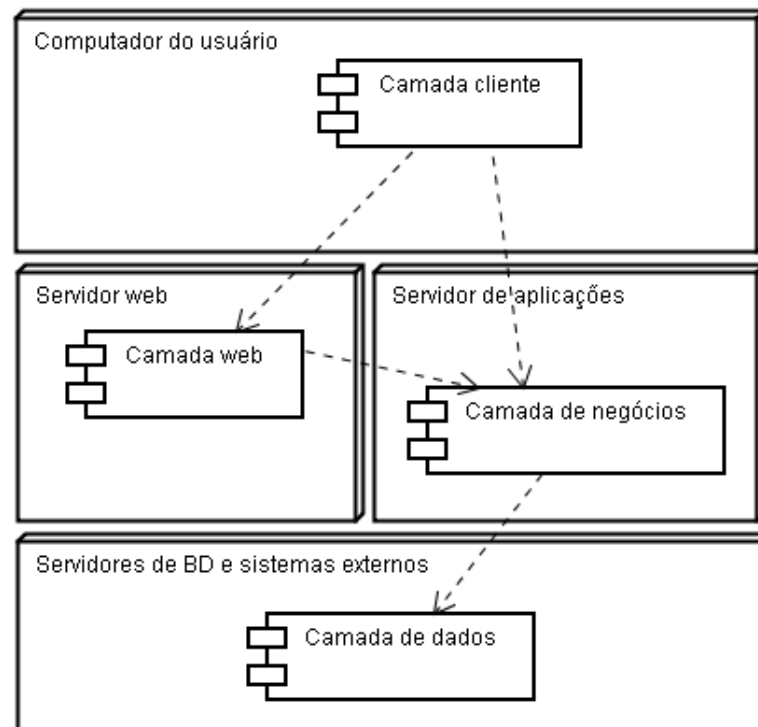 Computador do usuário
Camada cliente
Servidor web
Servidor de aplicações
Camada web
Camada de negócios
Servidores de BD e sistemas externos
Camada de dados